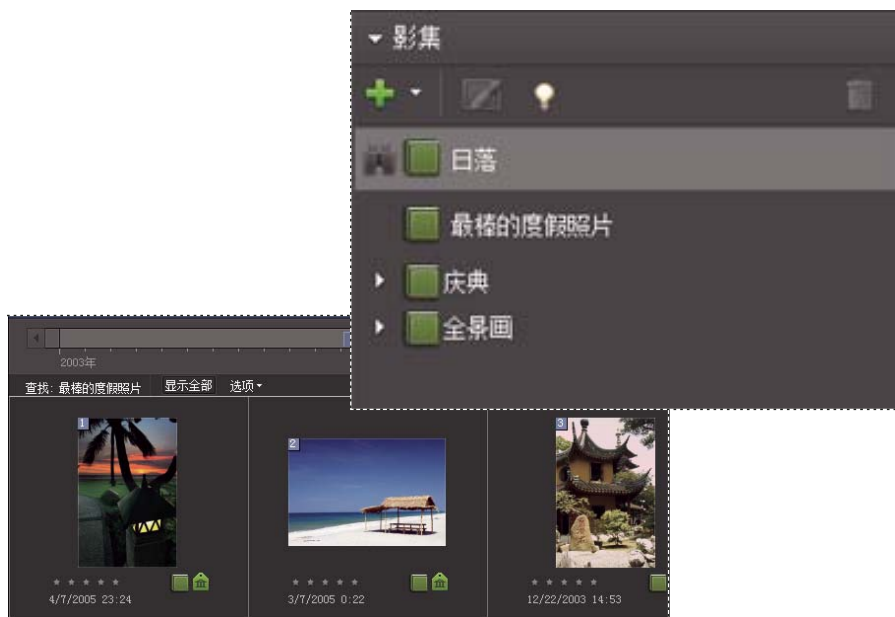 影集
日落
最棒的度假照片
庆典
全景画
2003年
查找: 最棒的度假照片 显示全部 选项
1
2
3
4/7/2005 23:24
3/7/2005 0:22
12/22/2003 14:53